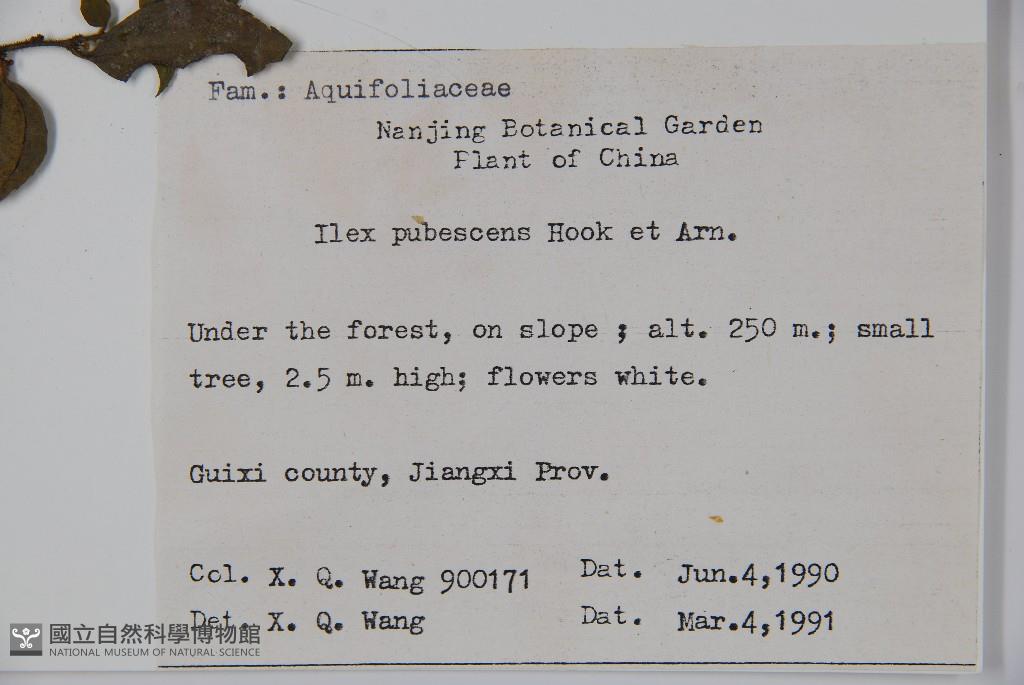 Fam.: Aquifoliaceae
Nanjing Botanical Garden
Plant of China
Ilex pubescens Hook et Arn.
Under the forest, on slope ; alt. 250 m.; small
tree, 2.5 m. high; flowers white.
Guixi county, Jiangxi Prov.
Col. X. Q. Wang 900171 Dat. Jun.4,1990
Det. X. Q. Wang Dat. Mar.4,1991
國立自然科學博物館
NATIONAL MUSEUM OF NATURAL SCIENCE